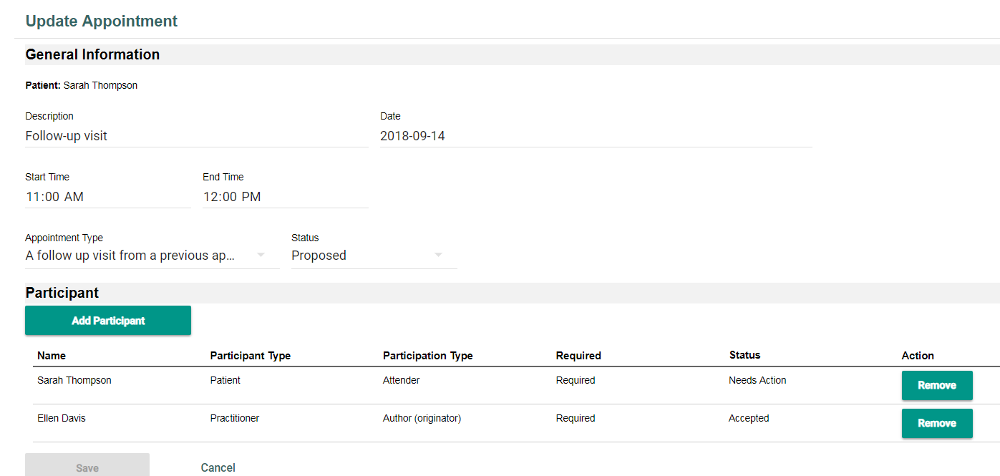 Update Appointment
General Information
Patient: Sarah Thompson
Description Date
Follow-up visit 2018-09-14
Start Time End Time
11:00 AM 12:00 PM
Appointment Type Status
A follow up visit from a previous ap... Proposed
Participant
Add Participant
Name Participant Type Participation Type Required Status Action
Sarah Thompson Patient Attender Required Needs Action Remove
Ellen Davis Practitioner Author (originator) Required Accepted Remove
Save Cancel